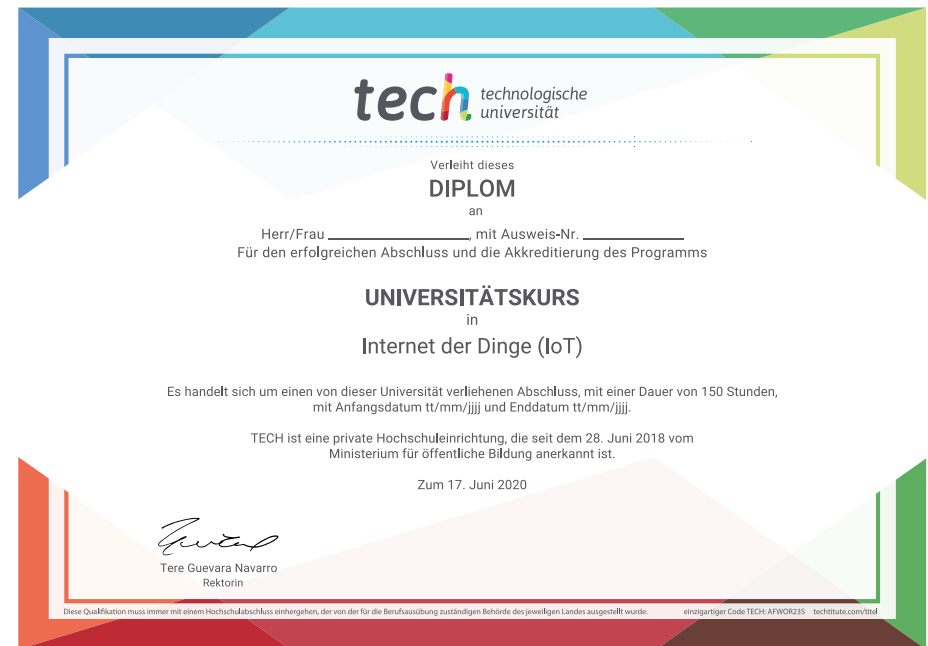 tech technologische
universität
Verleiht dieses
DIPLOM
an
Herr/Frau ____________________, mit Ausweis-Nr. ______________
Für den erfolgreichen Abschluss und die Akkreditierung des Programms
UNIVERSITÄTSKURS
in
Internet der Dinge (IoT)
Es handelt sich um einen von dieser Universität verliehenen Abschluss, mit einer Dauer von 150 Stunden,
mit Anfangsdatum tt/mm/jjjj und Enddatum tt/mm/jjjj.
TECH ist eine private Hochschuleinrichtung, die seit dem 28. Juni 2018 vom
Ministerium für öffentliche Bildung anerkannt ist.
Zum 17. Juni 2020
Tere Guevara Navarro
Rektorin
Diese Qualifikation muss immer mit einem Hochschulabschluss einhergehen, der von der für die Berufsausübung zuständigen Behörde des jeweiligen Landes ausgestellt wurde. einzigartiger Code TECH: AFWOR23S techtitute.com/titel